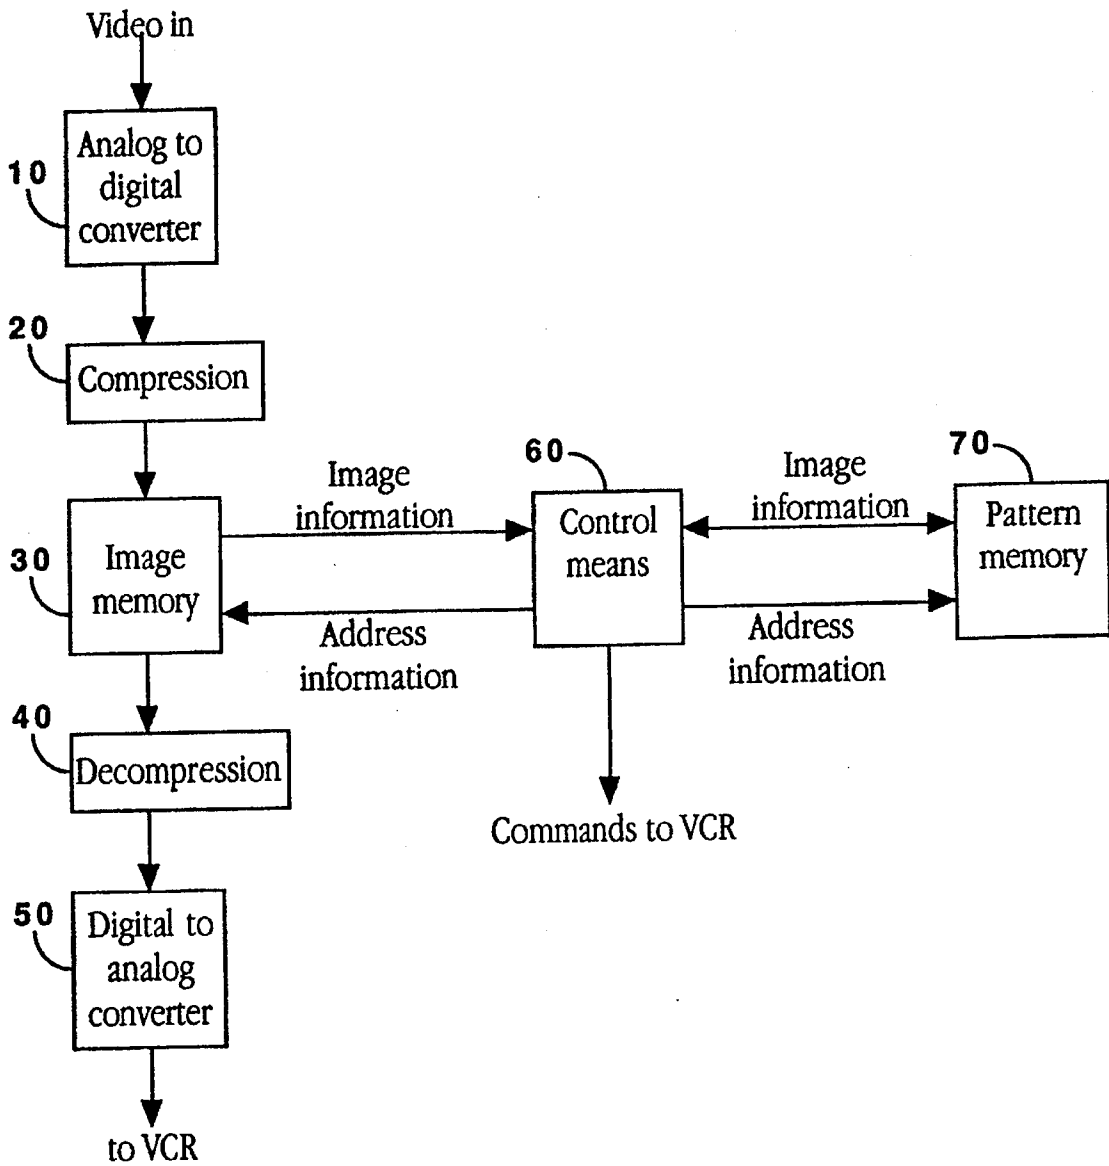 Video in
10
Analog to
digital
converter
20
Compression
30
Image
memory
Image
information
Address
information
60
Control
means
Image
information
Address
information
70
Pattern
memory
40
Decompression
Commands to VCR
50
Digital to
analog
converter
to VCR